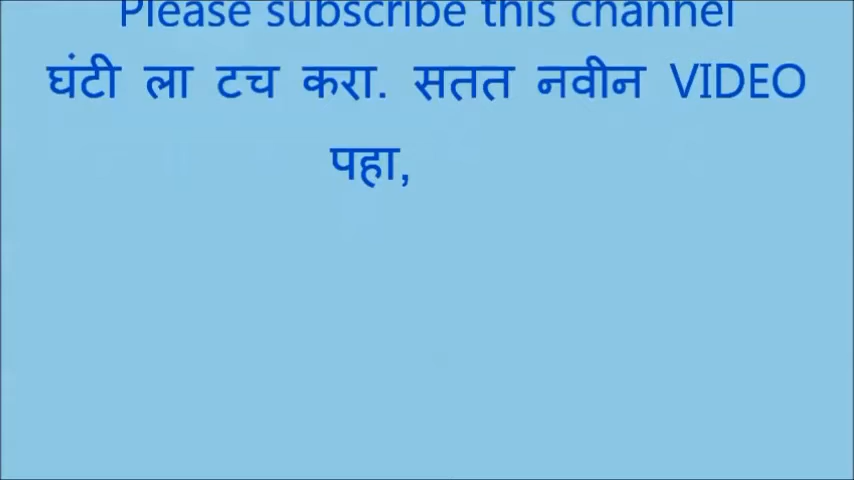 Please subscribe this channel
घंटी ला टच करा. सतत नवीन VIDEO
पहा,